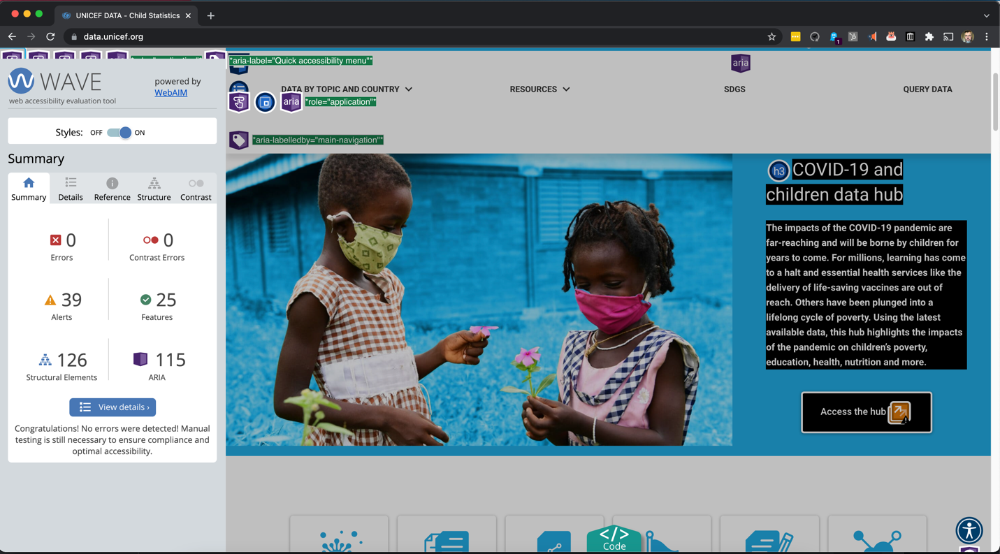 UNICEF DATA - Child Statistics
data.unicef.org
1
WAVE
web accessibility evaluation tool
powered by
WebAIM
Styles: OFF ON
Summary
Summary Details Reference Structure Contrast
0
Errors
0
Contrast Errors
39
Alerts
25
Features
126
Structural Elements
115
ARIA
View details ›
Congratulations! No errors were detected! Manual
testing is still necessary to ensure compliance and
optimal accessibility.
*aria-label="Quick accessibility menu"*
aria
DATA BY TOPIC AND COUNTRY RESOURCES SDGS QUERY DATA
aria *role="application"*
*aria-labelledby="main-navigation"*
h3 COVID-19 and
children data hub
The impacts of the COVID-19 pandemic are
far-reaching and will be borne by children for
years to come. For millions, learning has come
to a halt and essential health services like the
delivery of life-saving vaccines are out of
reach. Others have been plunged into a
lifelong cycle of poverty. Using the latest
available data, this hub highlights the impacts
of the pandemic on children’s poverty,
education, health, nutrition and more.
Access the hub
</>
Code